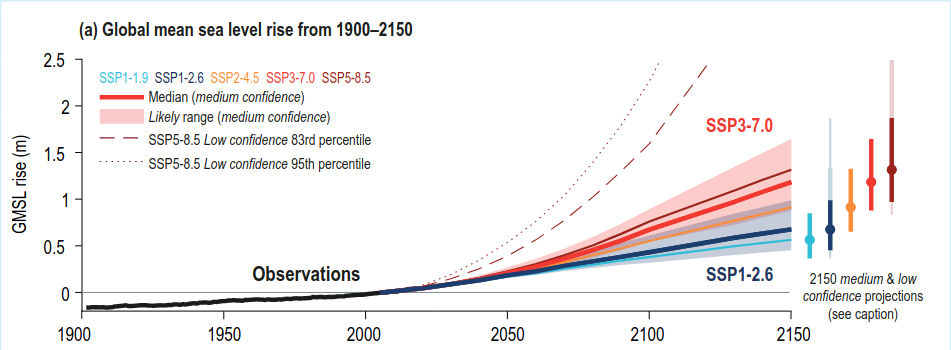 (a) Global mean sea level rise from 1900–2150
GMSL rise (m)
2.5
2
1.5
1
0.5
0
SSP1-1.9 SSP1-2.6 SSP2-4.5 SSP3-7.0 SSP5-8.5
Median (medium confidence)
Likely range (medium confidence)
SSP5-8.5 Low confidence 83rd percentile
SSP5-8.5 Low confidence 95th percentile
SSP3-7.0
Observations
SSP1-2.6
2150 medium & low
confidence projections
(see caption)
1900 1950 2000 2050 2100 2150